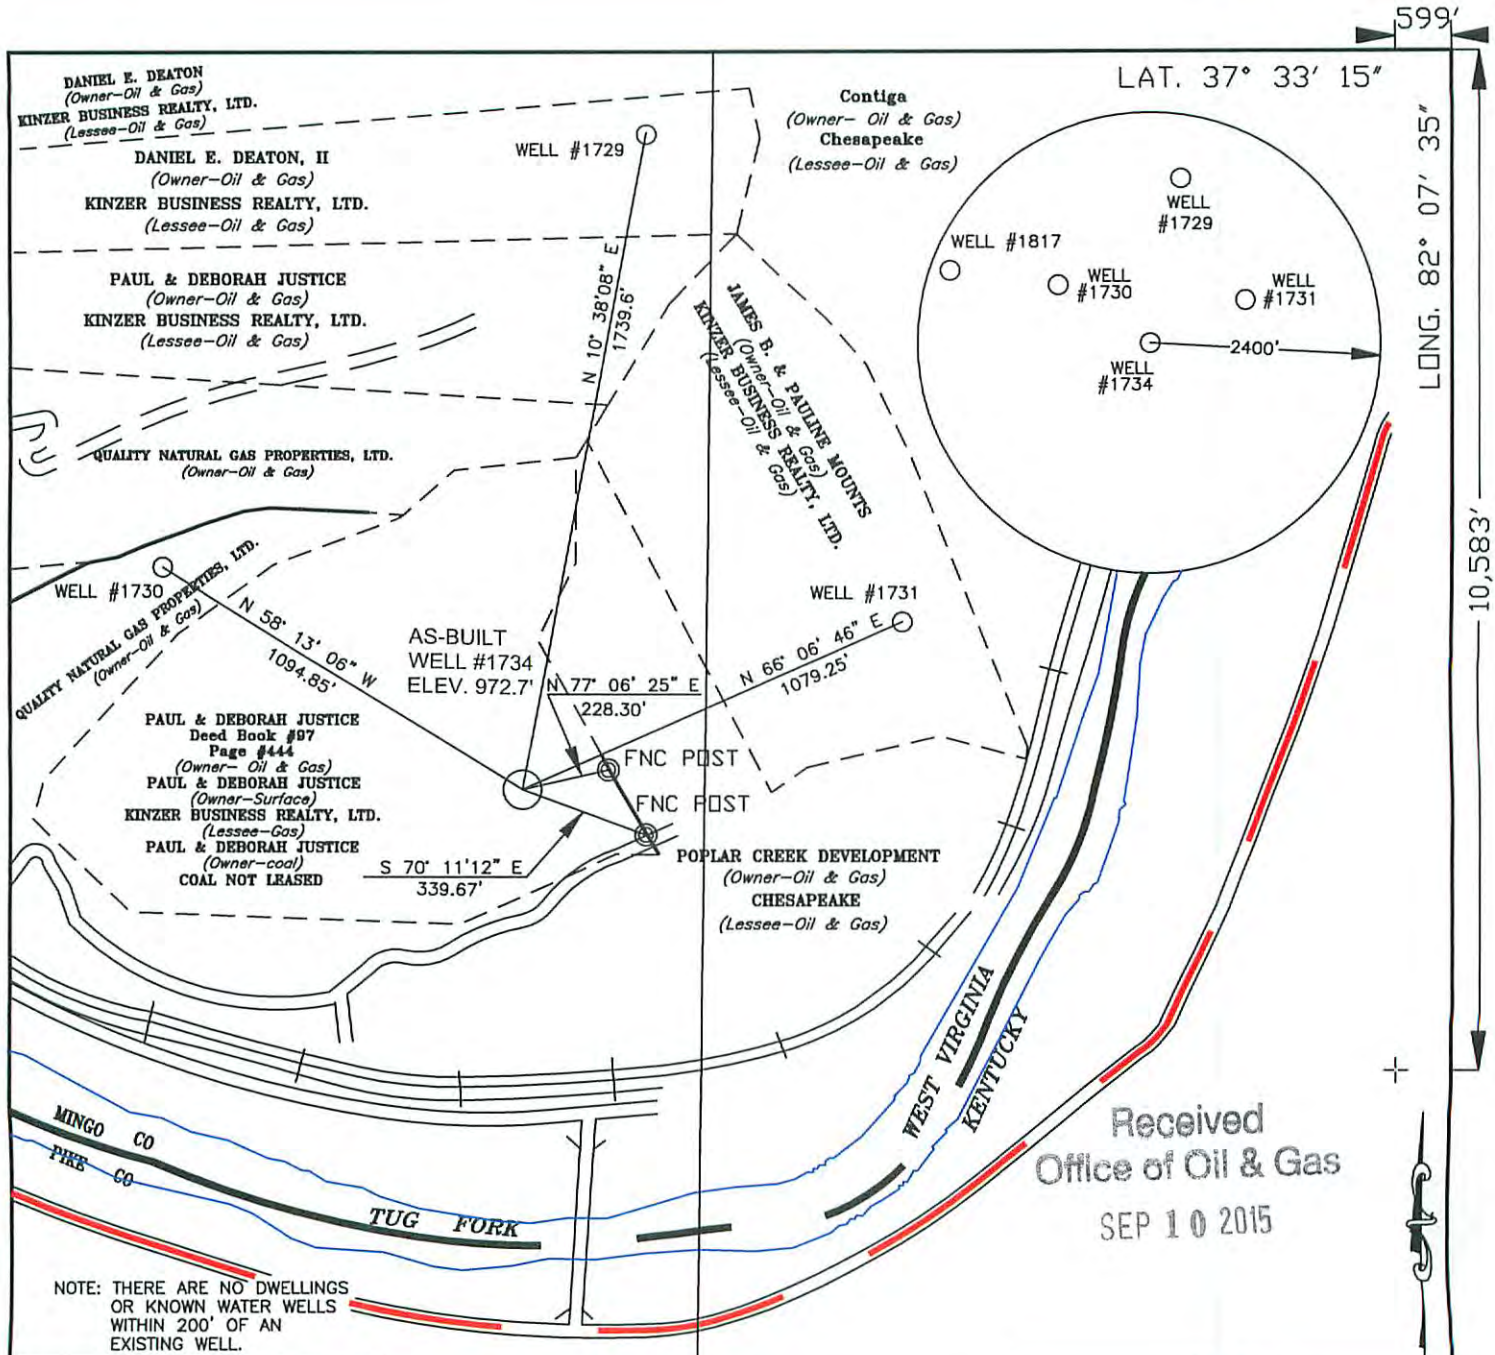 599'
LAT. 37° 33' 15"
LONG. 82° 07' 35"
10,583'
DANIEL E. DEATON
(Owner-Oil & Gas)
KINZER BUSINESS REALTY, LTD.
(Lessee-Oil & Gas)
DANIEL E. DEATON, II
(Owner-Oil & Gas)
KINZER BUSINESS REALTY, LTD.
(Lessee-Oil & Gas)
PAUL & DEBORAH JUSTICE
(Owner-Oil & Gas)
KINZER BUSINESS REALTY, LTD.
(Lessee-Oil & Gas)
QUALITY NATURAL GAS PROPERTIES, LTD.
(Owner-Oil & Gas)
WELL #1729
N 10° 38'08" E
1739.6'
Contiga
(Owner- Oil & Gas)
Chesapeake
(Lessee-Oil & Gas)
JAMES B. & PAULINE MOUNTS
(Owner-Oil & Gas)
KINZER BUSINESS REALTY, LTD.
(Lessee-Oil & Gas)
WELL
#1729
WELL #1817
WELL
#1730
WELL
#1731
2400'
WELL
#1734
WELL #1730
QUALITY NATURAL GAS PROPERTIES, LTD.
(Owner-Oil & Gas)
N 58° 13' 06" W
1094.85'
AS-BUILT
WELL #1734
ELEV. 972.7'
N 77° 06' 25" E
228.30'
WELL #1731
N 66° 06' 46" E
1079.25'
FNC POST
FNC POST
S 70° 11'12" E
339.67'
PAUL & DEBORAH JUSTICE
Deed Book #97
Page #444
(Owner- Oil & Gas)
PAUL & DEBORAH JUSTICE
(Owner-Surface)
KINZER BUSINESS REALTY, LTD.
(Lessee-Gas)
PAUL & DEBORAH JUSTICE
(Owner-coal)
COAL NOT LEASED
POPLAR CREEK DEVELOPMENT
(Owner-Oil & Gas)
CHESAPEAKE
(Lessee-Oil & Gas)
WEST VIRGINIA
KENTUCKY
MINGO CO
PIKE CO
TUG FORK
Received
Office of Oil & Gas
SEP 10 2015
NOTE: THERE ARE NO DWELLINGS
OR KNOWN WATER WELLS
WITHIN 200' OF AN
EXISTING WELL.